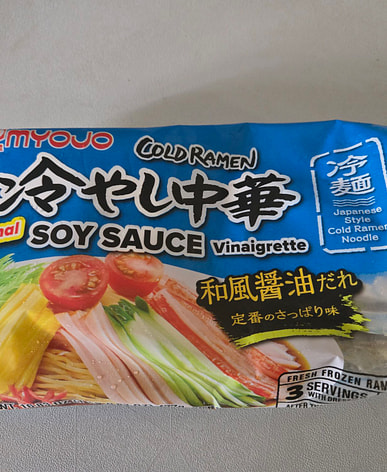 MYOJO
COLD RAMEN
冷やし中華
SOY SAUCE Vinaigrette
冷
麺
Japanese
Style
Cold Ramen
Noodle
和風醤油だれ
定番のさっぱり味
FRESH FROZEN
3 SERVINGS